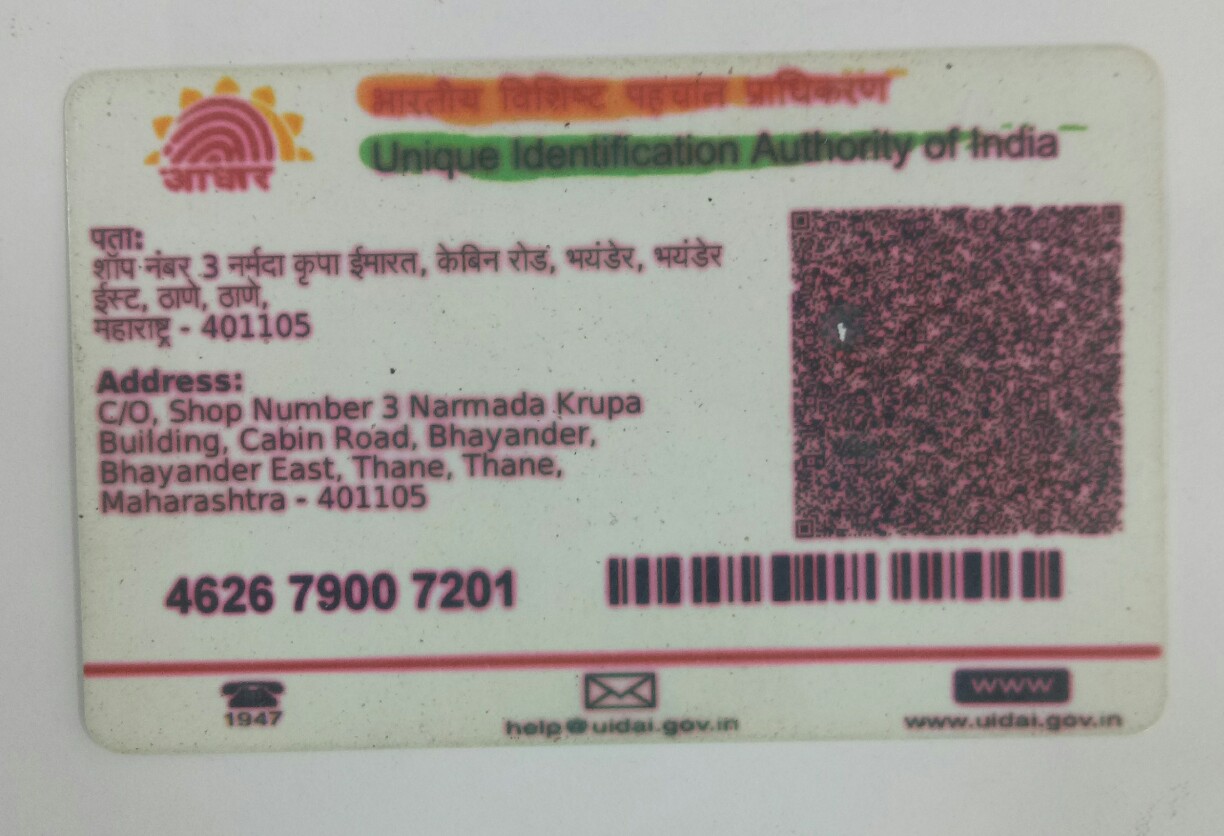 भारतीय विशिष्ट पहचान प्राधिकरण
Unique Identification Authority of India
आधार
पता:
शॉप नंबर 3 नर्मदा कृपा ईमारत, केबिन रोड, भयंडेर, भयंडेर
ईस्ट, ठाणे, ठाणे,
महाराष्ट्र - 401105
Address:
C/O, Shop Number 3 Narmada Krupa
Building, Cabin Road, Bhayander,
Bhayander East, Thane, Thane,
Maharashtra - 401105
4626 7900 7201
1947
help@uidai.gov.in
www
www.uidai.gov.in